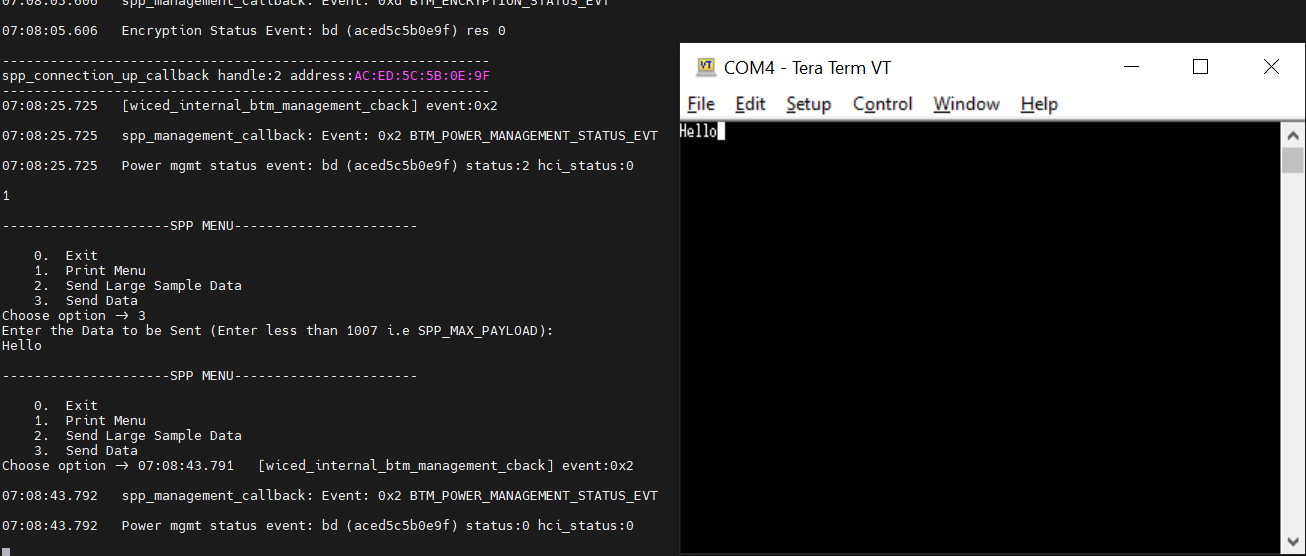 07:08:05.606   spp_management_callback: Event: 0xd BTM_ENCRYPTION_STATUS_EVT
07:08:05.606   Encryption Status Event: bd (aced5c5b0e9f) res 0
-------------------------------------------------------------
spp_connection_up_callback handle:2 address:AC:ED:5C:5B:0E:9F
-------------------------------------------------------------
07:08:25.725   [wiced_internal_btm_management_cback] event:0x2
07:08:25.725   spp_management_callback: Event: 0x2 BTM_POWER_MANAGEMENT_STATUS_EVT
07:08:25.725   Power mgmt status event: bd (aced5c5b0e9f) status:2 hci_status:0
1
---------------------SPP MENU-----------------------
    0.  Exit
    1.  Print Menu
    2.  Send Large Sample Data
    3.  Send Data
Choose option -> 3
Enter the Data to be Sent (Enter less than 1007 i.e SPP_MAX_PAYLOAD):
Hello
---------------------SPP MENU-----------------------
    0.  Exit
    1.  Print Menu
    2.  Send Large Sample Data
    3.  Send Data
Choose option -> 07:08:43.791   [wiced_internal_btm_management_cback] event:0x2
07:08:43.792   spp_management_callback: Event: 0x2 BTM_POWER_MANAGEMENT_STATUS_EVT
07:08:43.792   Power mgmt status event: bd (aced5c5b0e9f) status:0 hci_status:0
VT
COM4 - Tera Term VT
File Edit Setup Control Window Help
Hello